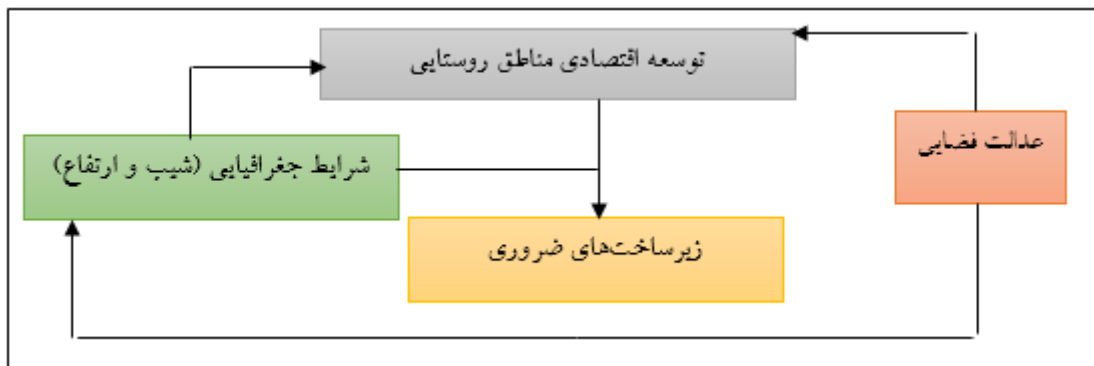 توسعه اقتصادی مناطق روستایی
عدالت فضایی
شرایط جغرافیایی (شیب و ارتفاع)
زیرساخت‌های ضروری